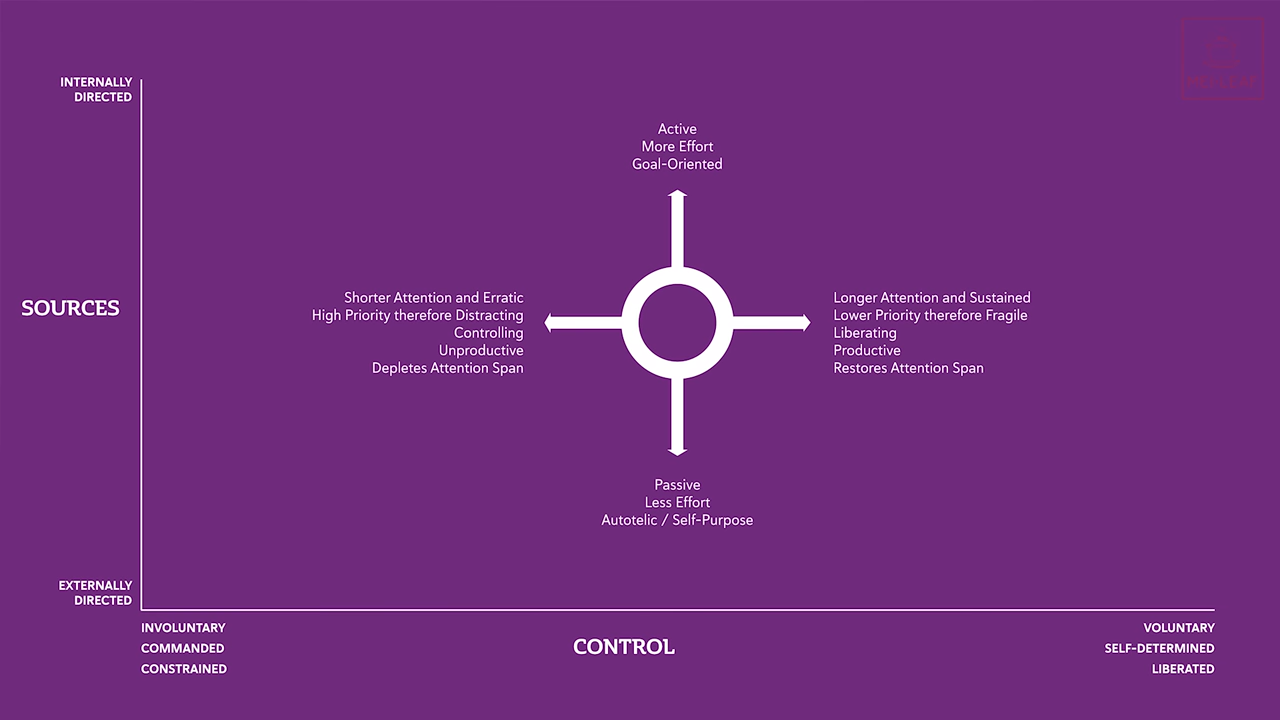 INTERNALLY
DIRECTED
Active
More Effort
Goal-Oriented
SOURCES
Shorter Attention and Erratic
High Priority therefore Distracting
Controlling
Unproductive
Depletes Attention Span
Longer Attention and Sustained
Lower Priority therefore Fragile
Liberating
Productive
Restores Attention Span
Passive
Less Effort
Autotelic / Self-Purpose
EXTERNALLY
DIRECTED
INVOLUNTARY
COMMANDED
CONSTRAINED
CONTROL
VOLUNTARY
SELF-DETERMINED
LIBERATED